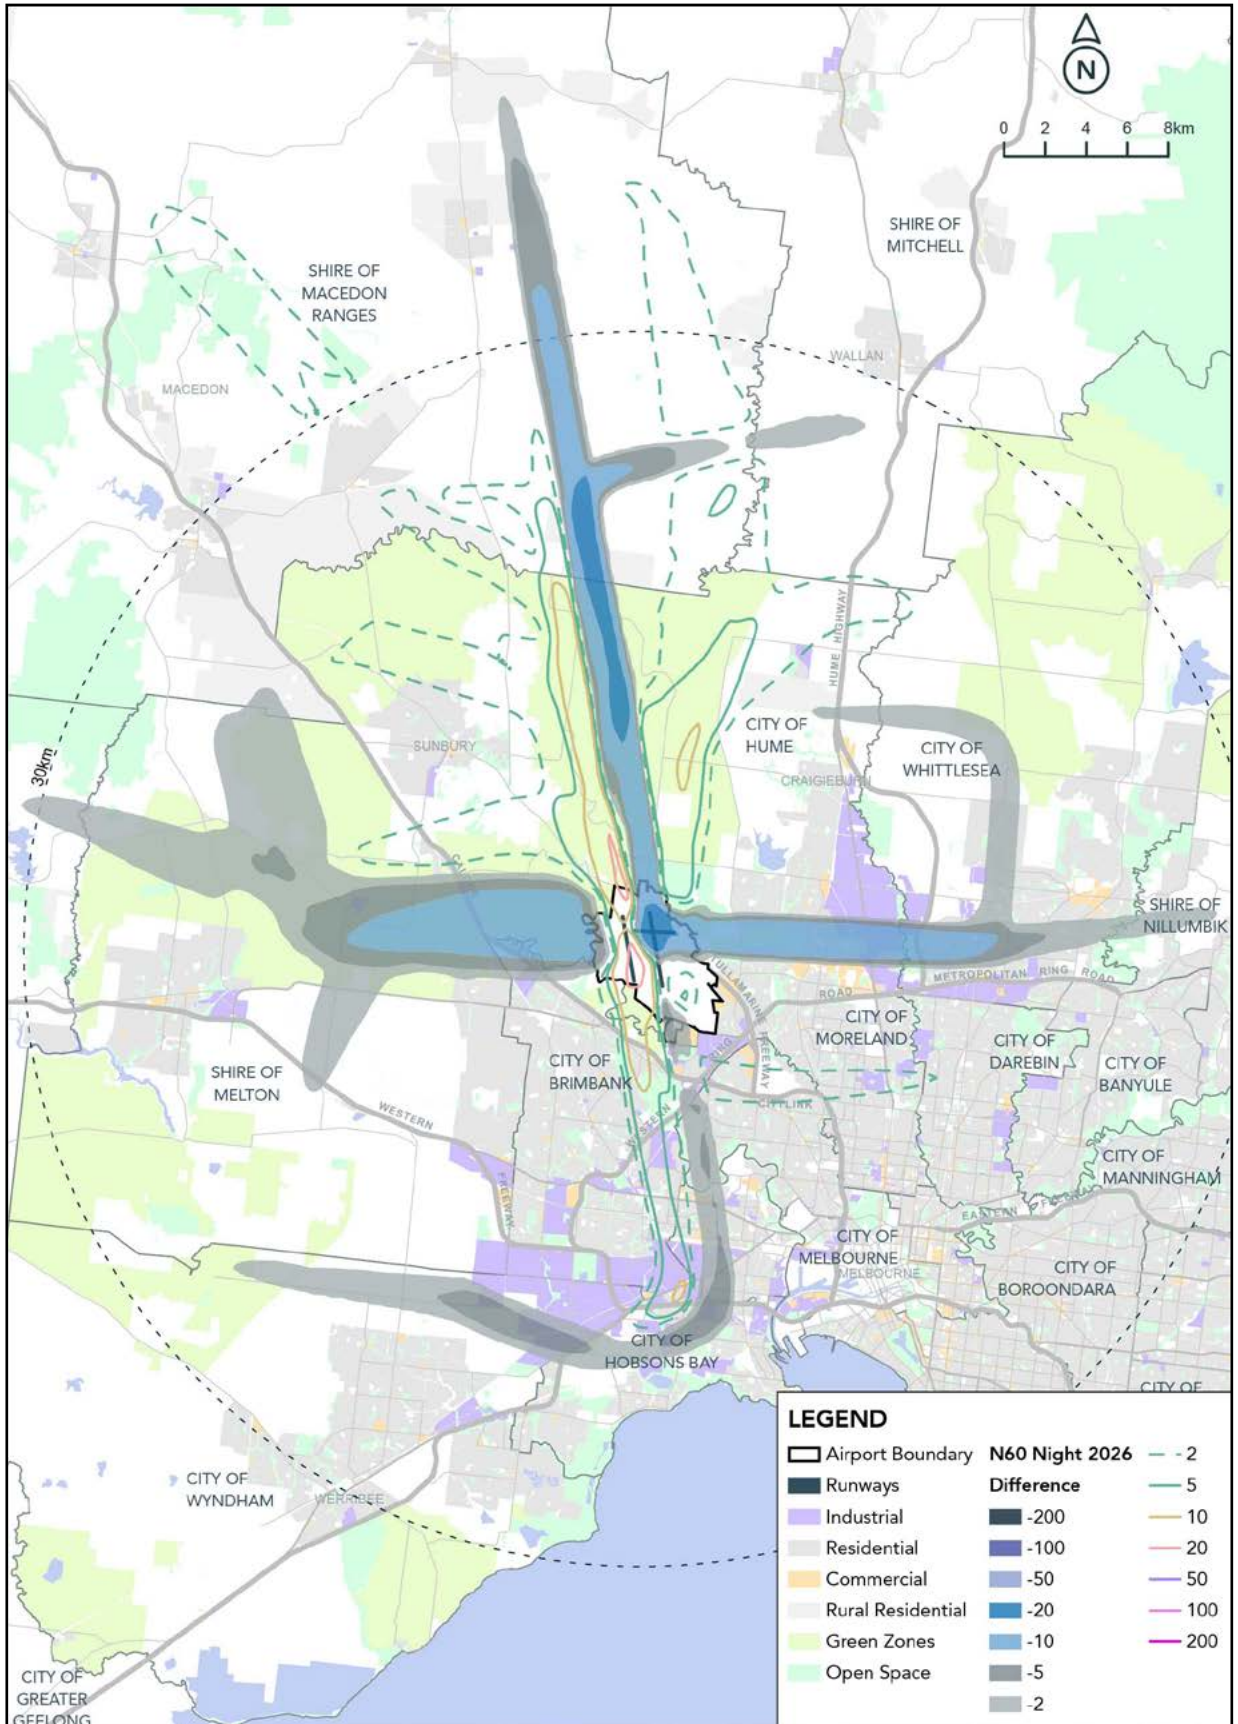 N
0 2 4 6 8km
SHIRE OF
MITCHELL
SHIRE OF
MACEDON
RANGES
WALLAN
MACEDON
HUME HIGHWAY
30km
SUNBURY
CITY OF
HUME
CITY OF
WHITTLESEA
CRAIGIEBURN
SHIRE OF
NILLUMBIK
TULLAMARINE FREEWAY
METROPOLITAN RING ROAD
ROAD
RING
CITY OF
MORELAND
CITY OF
DAREBIN
CITY OF
BANYULE
CITY OF
BRIMBANK
SHIRE OF
MELTON
CITYLINK
WESTERN
WESTERN
FREEWAY
CITY OF
MANNINGHAM
EASTERN FREEWAY
CITY OF
MELBOURNE
MELBOURNE
CITY OF
BOROONDARA
CITY OF
HOBSONS BAY
CITY OF
CITY OF
WYNDHAM
WERRIBEE
CITY OF
GREATER
GEELONG
LEGEND
Airport Boundary
Runways
Industrial
Residential
Commercial
Rural Residential
Green Zones
Open Space
N60 Night 2026
Difference
-200
-100
-50
-20
-10
-5
-2
2
5
10
20
50
100
200